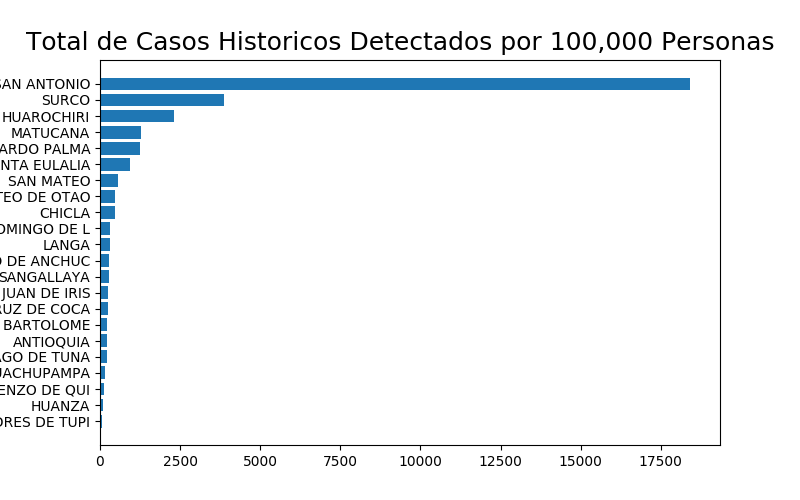 Total de Casos Historicos Detectados por 100,000 Personas
SAN ANTONIO
SURCO
HUAROCHIRI
MATUCANA
ARDO PALMA
NTA EULALIA
SAN MATEO
TEO DE OTAO
CHICLA
OMINGO DE L
LANGA
O DE ANCHUC
SANGALLAYA
JUAN DE IRIS
RUZ DE COCA
BARTOLOME
ANTIOQUIA
AGO DE TUNA
UACHUPAMPA
ENZO DE QUI
HUANZA
ORES DE TUPI
0 2500 5000 7500 10000 12500 15000 17500